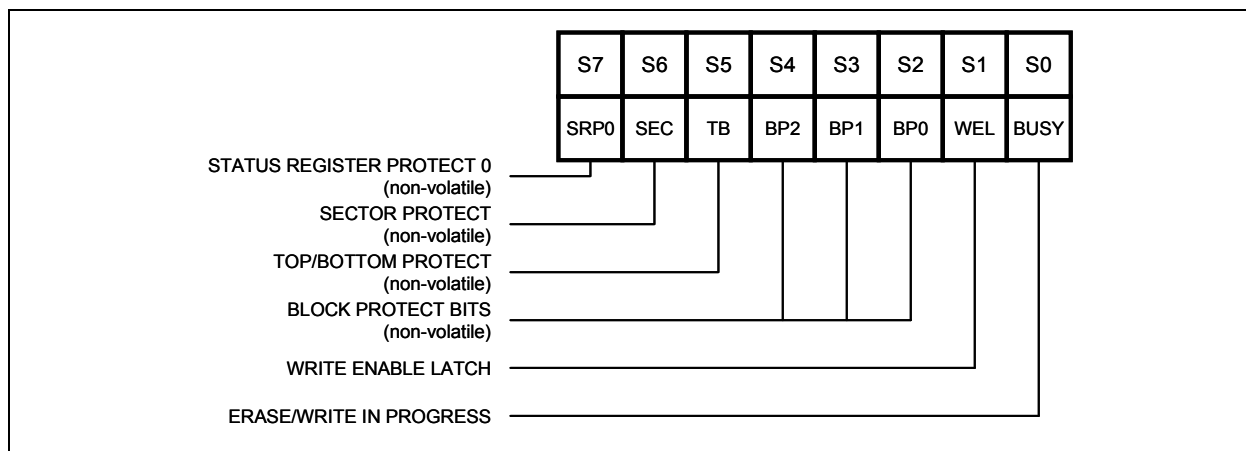 S7 S6 S5 S4 S3 S2 S1 S0
SRP0 SEC TB BP2 BP1 BP0 WEL BUSY
STATUS REGISTER PROTECT 0
(non-volatile)
SECTOR PROTECT
(non-volatile)
TOP/BOTTOM PROTECT
(non-volatile)
BLOCK PROTECT BITS
(non-volatile)
WRITE ENABLE LATCH
ERASE/WRITE IN PROGRESS